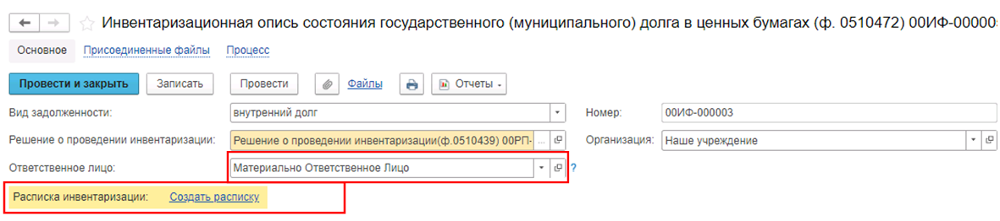 Инвентаризационная опись состояния государственного (муниципального) долга в ценных бумагах (ф. 0510472) 00ИФ-00000
Основное Присоединенные файлы Процесс
Провести и закрыть Записать Провести Файлы Отчеты
Вид задолженности: внутренний долг Номер: 00ИФ-000003
Решение о проведении инвентаризации: Решение о проведении инвентаризации(ф.0510439) 00РП- ... Организация: Наше учреждение
Ответственное лицо: Материально Ответственное Лицо ?
Расписка инвентаризации: Создать расписку